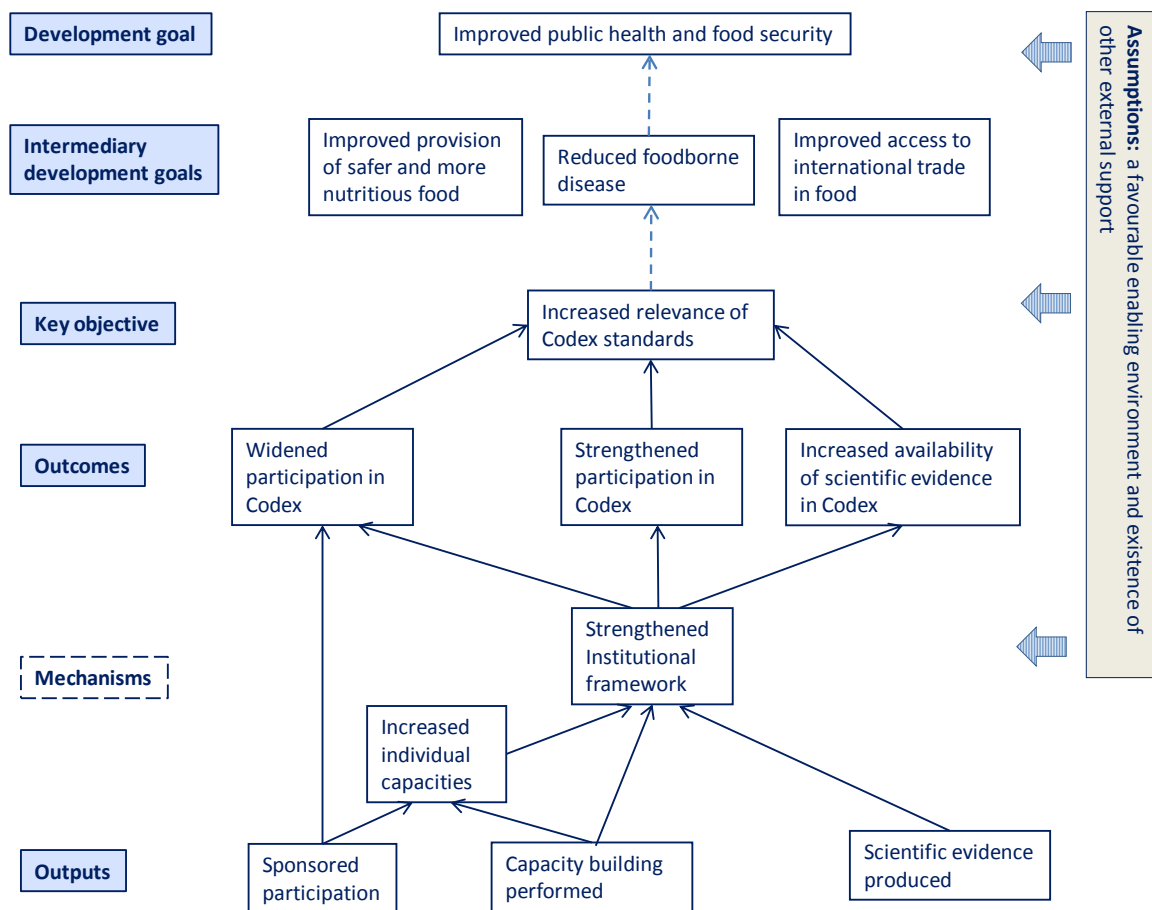 Development goal
Improved public health and food security
Intermediary
development goals
Improved provision
of safer and more
nutritious food
Reduced foodborne
disease
Improved access to
international trade
in food
Key objective
Increased relevance of
Codex standards
Outcomes
Widened
participation in
Codex
Strengthened
participation in
Codex
Increased availability
of scientific evidence
in Codex
Mechanisms
Strengthened
Institutional
framework
Increased
individual
capacities
Outputs
Sponsored
participation
Capacity building
performed
Scientific evidence
produced
Assumptions: a favourable enabling environment and existence of
other external support